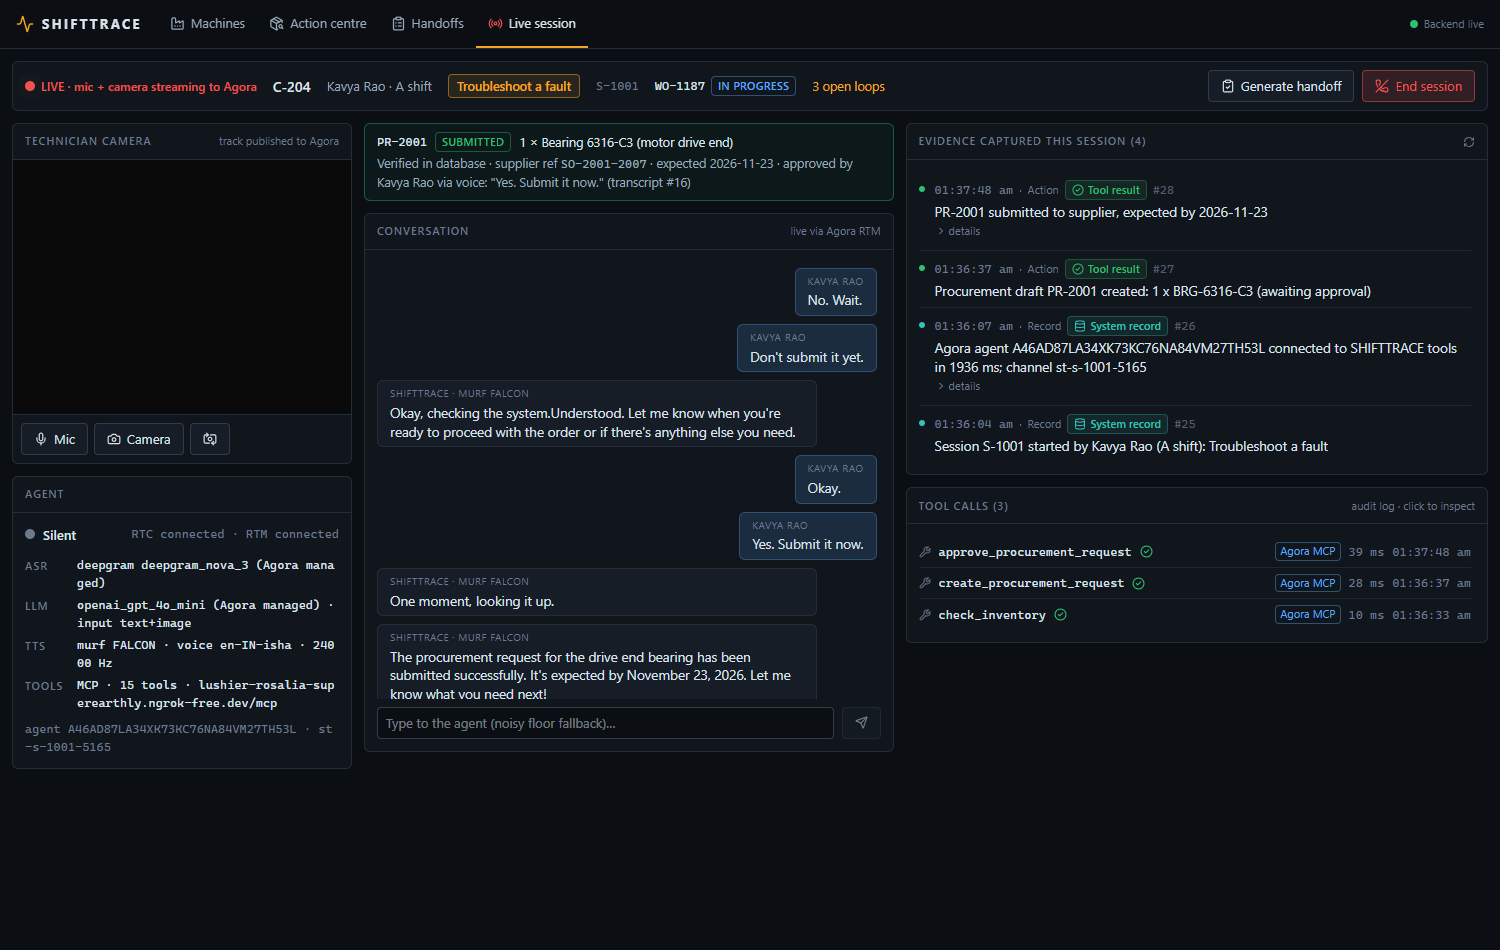 SHIFTTRACE
Machines
Action centre
Handoffs
Live session
Backend live
LIVE · mic + camera streaming to Agora
C-204
Kavya Rao · A shift
Troubleshoot a fault
S-1001
WO-1187
IN PROGRESS
3 open loops
Generate handoff
End session
TECHNICIAN CAMERA
track published to Agora
Mic
Camera
AGENT
Silent
RTC connected · RTM connected
ASR
deepgram deepgram_nova_3 (Agora mana
ged)
LLM
openai_gpt_4o_mini (Agora managed) ·
input text+image
TTS
murf FALCON · voice en-IN-isha · 240
00 Hz
TOOLS
MCP · 15 tools · lushier-rosalia-sup
erearthly.ngrok-free.dev/mcp
agent A46AD87LA34XK73KC76NA84VM27TH53L · st
-s-1001-5165
PR-2001
SUBMITTED
1 × Bearing 6316-C3 (motor drive end)
Verified in database · supplier ref SO-2001-2007 · expected 2026-11-23 · approved by
Kavya Rao via voice: "Yes. Submit it now." (transcript #16)
CONVERSATION
live via Agora RTM
KAVYA RAO
No. Wait.
KAVYA RAO
Don't submit it yet.
SHIFTTRACE · MURF FALCON
Okay, checking the system.Understood. Let me know when you're
ready to proceed with the order or if there's anything else you need.
KAVYA RAO
Okay.
KAVYA RAO
Yes. Submit it now.
SHIFTTRACE · MURF FALCON
One moment, looking it up.
SHIFTTRACE · MURF FALCON
The procurement request for the drive end bearing has been
submitted successfully. It's expected by November 23, 2026. Let me
know what you need next!
Type to the agent (noisy floor fallback)...
EVIDENCE CAPTURED THIS SESSION (4)
01:37:48 am · Action
Tool result
#28
PR-2001 submitted to supplier, expected by 2026-11-23
> details
01:36:37 am · Action
Tool result
#27
Procurement draft PR-2001 created: 1 x BRG-6316-C3 (awaiting approval)
01:36:07 am · Record
System record
#26
Agora agent A46AD87LA34XK73KC76NA84VM27TH53L connected to SHIFTTRACE tools
in 1936 ms; channel st-s-1001-5165
> details
01:36:04 am · Record
System record
#25
Session S-1001 started by Kavya Rao (A shift): Troubleshoot a fault
TOOL CALLS (3)
audit log · click to inspect
approve_procurement_request
Agora MCP
39 ms 01:37:48 am
create_procurement_request
Agora MCP
28 ms 01:36:37 am
check_inventory
Agora MCP
10 ms 01:36:33 am